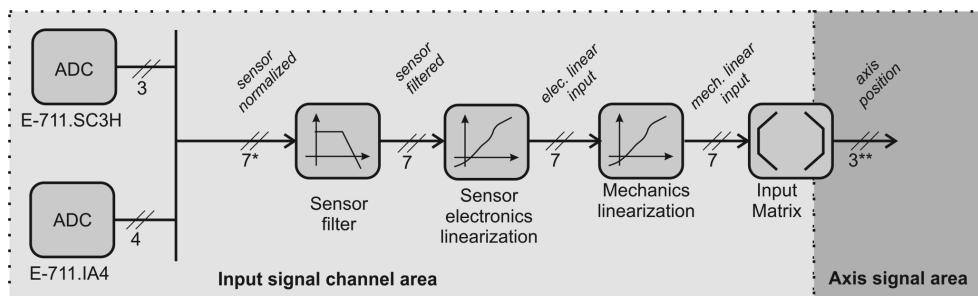 ADC
3
E-711.SC3H
ADC
4
E-711.IA4
sensor
normalized
7*
Sensor
filter
sensor
filtered
7
Sensor
electronics
linearization
elec. linear
input
7
Mechanics
linearization
mech. linear
input
7
Input
Matrix
axis
position
3**
Input signal channel area
Axis signal area